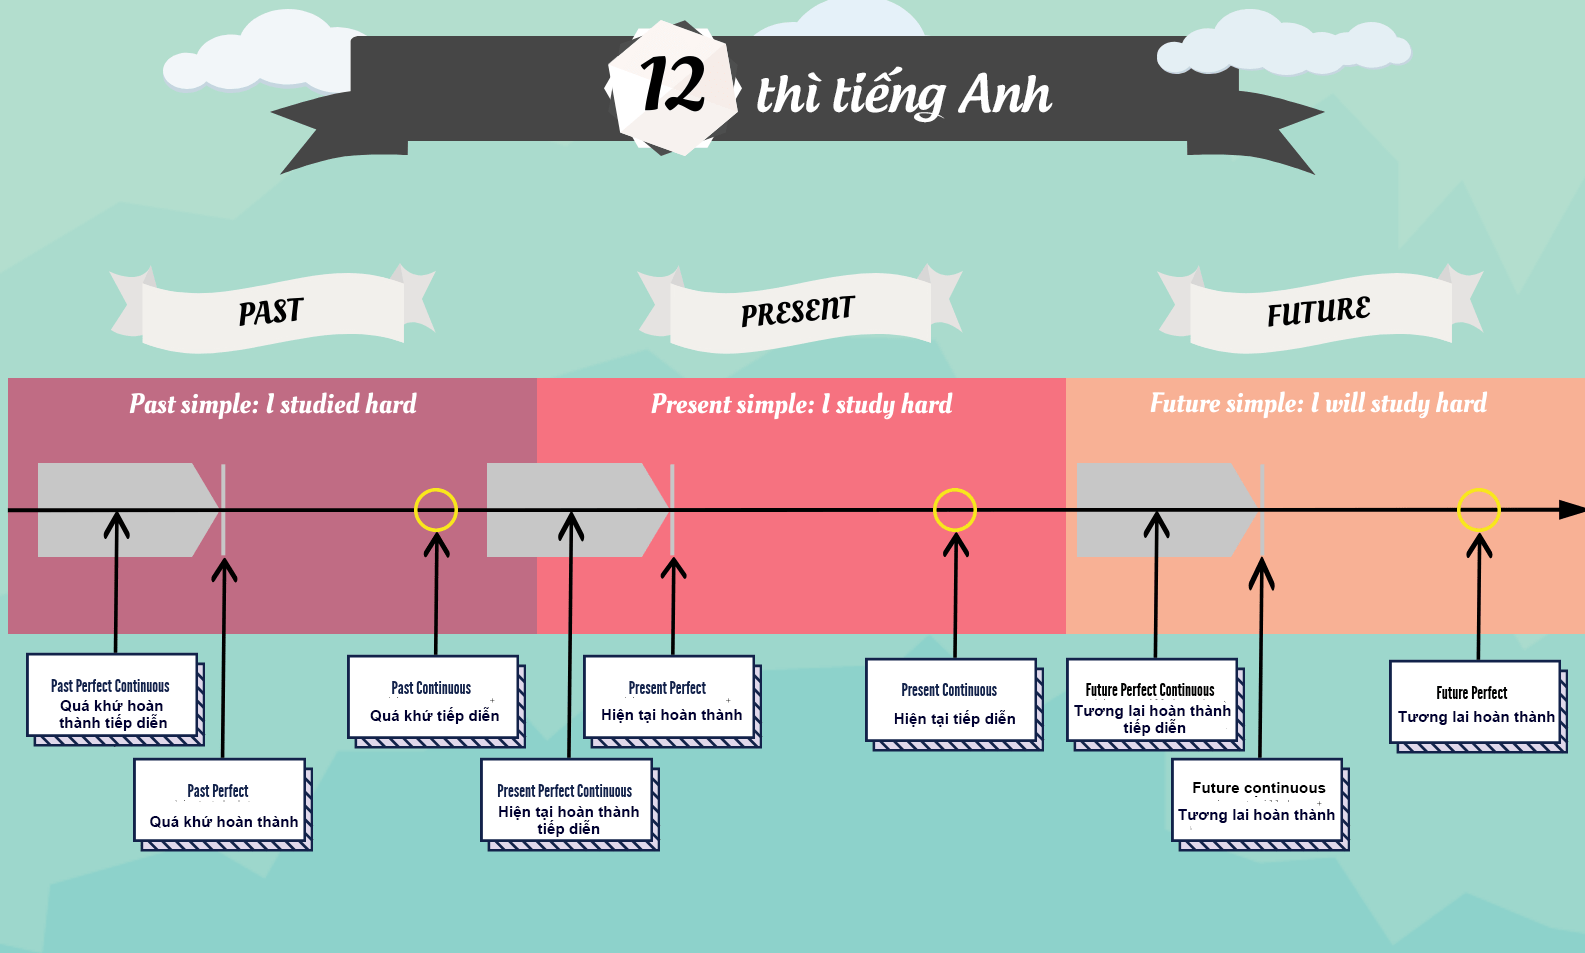 12 thì tiếng Anh
PAST
PRESENT
FUTURE
Past simple: I studied hard
Present simple: I study hard
Future simple: I will study hard
Past Perfect Continuous
Quá khứ hoàn
thành tiếp diễn
Past Perfect
Quá khứ hoàn thành
Past Continuous
Quá khứ tiếp diễn
Present Perfect Continuous
Hiện tại hoàn thành
tiếp diễn
Present Perfect
Hiện tại hoàn thành
Present Continuous
Hiện tại tiếp diễn
Future Perfect Continuous
Tương lai hoàn thành
tiếp diễn
Future continuous
Tương lai hoàn thành
Future Perfect
Tương lai hoàn thành